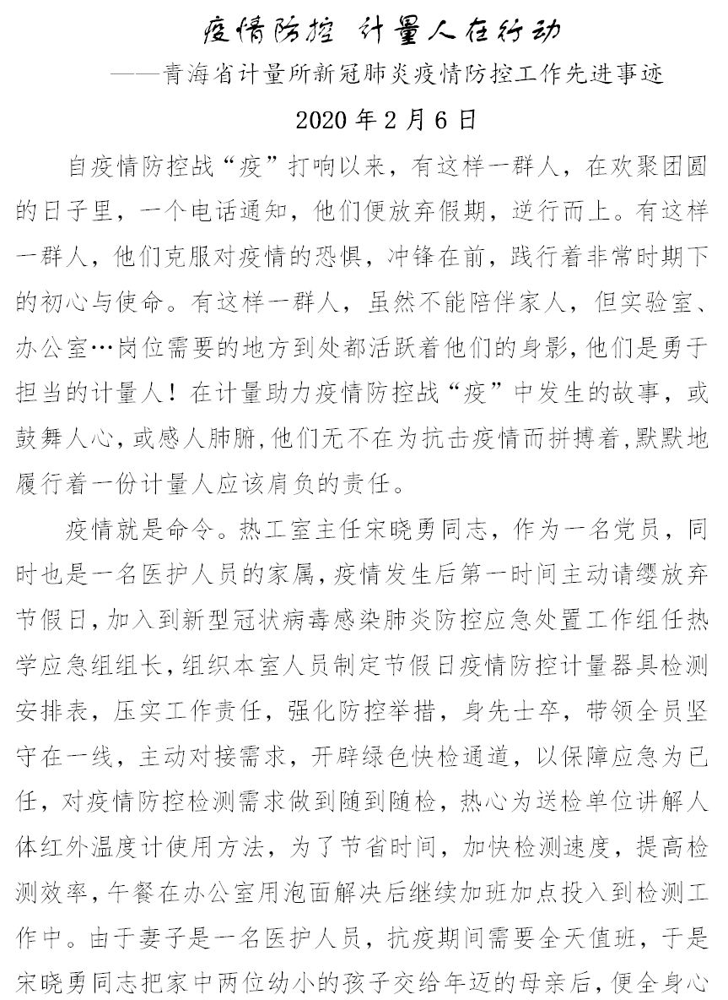 疫情防控 计量人在行动
——青海省计量所新冠肺炎疫情防控工作先进事迹
2020 年 2 月 6 日
自疫情防控战“疫”打响以来，有这样一群人，在欢聚团圆
的日子里，一个电话通知，他们便放弃假期，逆行而上。有这样
一群人，他们克服对疫情的恐惧，冲锋在前，践行着非常时期下
的初心与使命。有这样一群人，虽然不能陪伴家人，但实验室、
办公室…岗位需要的地方到处都活跃着他们的身影，他们是勇于
担当的计量人！在计量助力疫情防控战“疫”中发生的故事，或
鼓舞人心，或感人肺腑,他们无不在为抗击疫情而拼搏着,默默地
履行着一份计量人应该肩负的责任。
疫情就是命令。热工室主任宋晓勇同志，作为一名党员，同
时也是一名医护人员的家属，疫情发生后第一时间主动请缨放弃
节假日，加入到新型冠状病毒感染肺炎防控应急处置工作组任热
学应急组组长，组织本室人员制定节假日疫情防控计量器具检测
安排表，压实工作责任，强化防控举措，身先士卒，带领全员坚
守在一线，主动对接需求，开辟绿色快检通道，以保障应急为已
任，对疫情防控检测需求做到随到随检，热心为送检单位讲解人
体红外温度计使用方法，为了节省时间，加快检测速度，提高检
测效率，午餐在办公室用泡面解决后继续加班加点投入到检测工
作中。由于妻子是一名医护人员，抗疫期间需要全天值班，于是
宋晓勇同志把家中两位幼小的孩子交给年迈的母亲后，便全身心